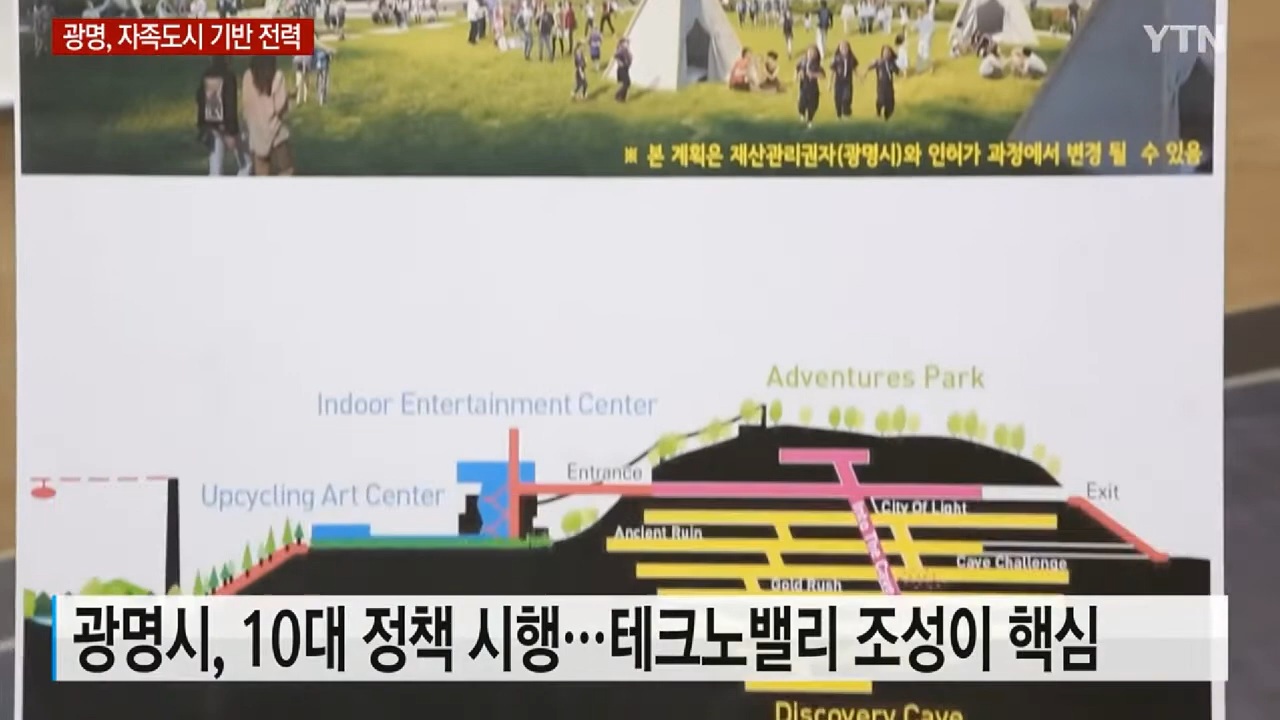 광명, 자족도시 기반 전력
YTN
※ 본 계획은 재산관리권자(광명시)와 인허가 과정에서 변경 될 수 있음
Adventures Park
Indoor Entertainment Center
Entrance
Upcycling Art Center
Exit
City Of Light
Ancient Ruin
Into The
Cave Challenge
Gold Rush
광명시, 10대 정책 시행…테크노밸리 조성이 핵심
Discovery Cave